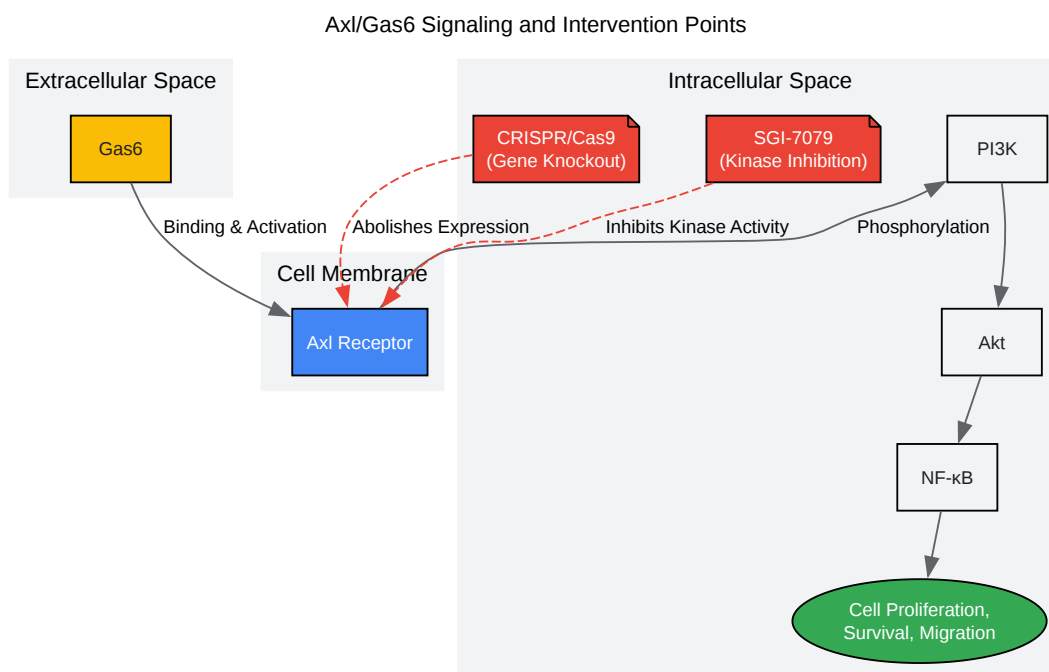 Axl/Gas6 Signaling and Intervention Points
Extracellular Space
Intracellular Space
Gas6
CRISPR/Cas9
(Gene Knockout)
SGI-7079
(Kinase Inhibition)
PI3K
Binding & Activation
Abolishes Expression
Inhibits Kinase Activity
Phosphorylation
Cell Membrane
Axl Receptor
Akt
NF-κB
Cell Proliferation,
Survival, Migration